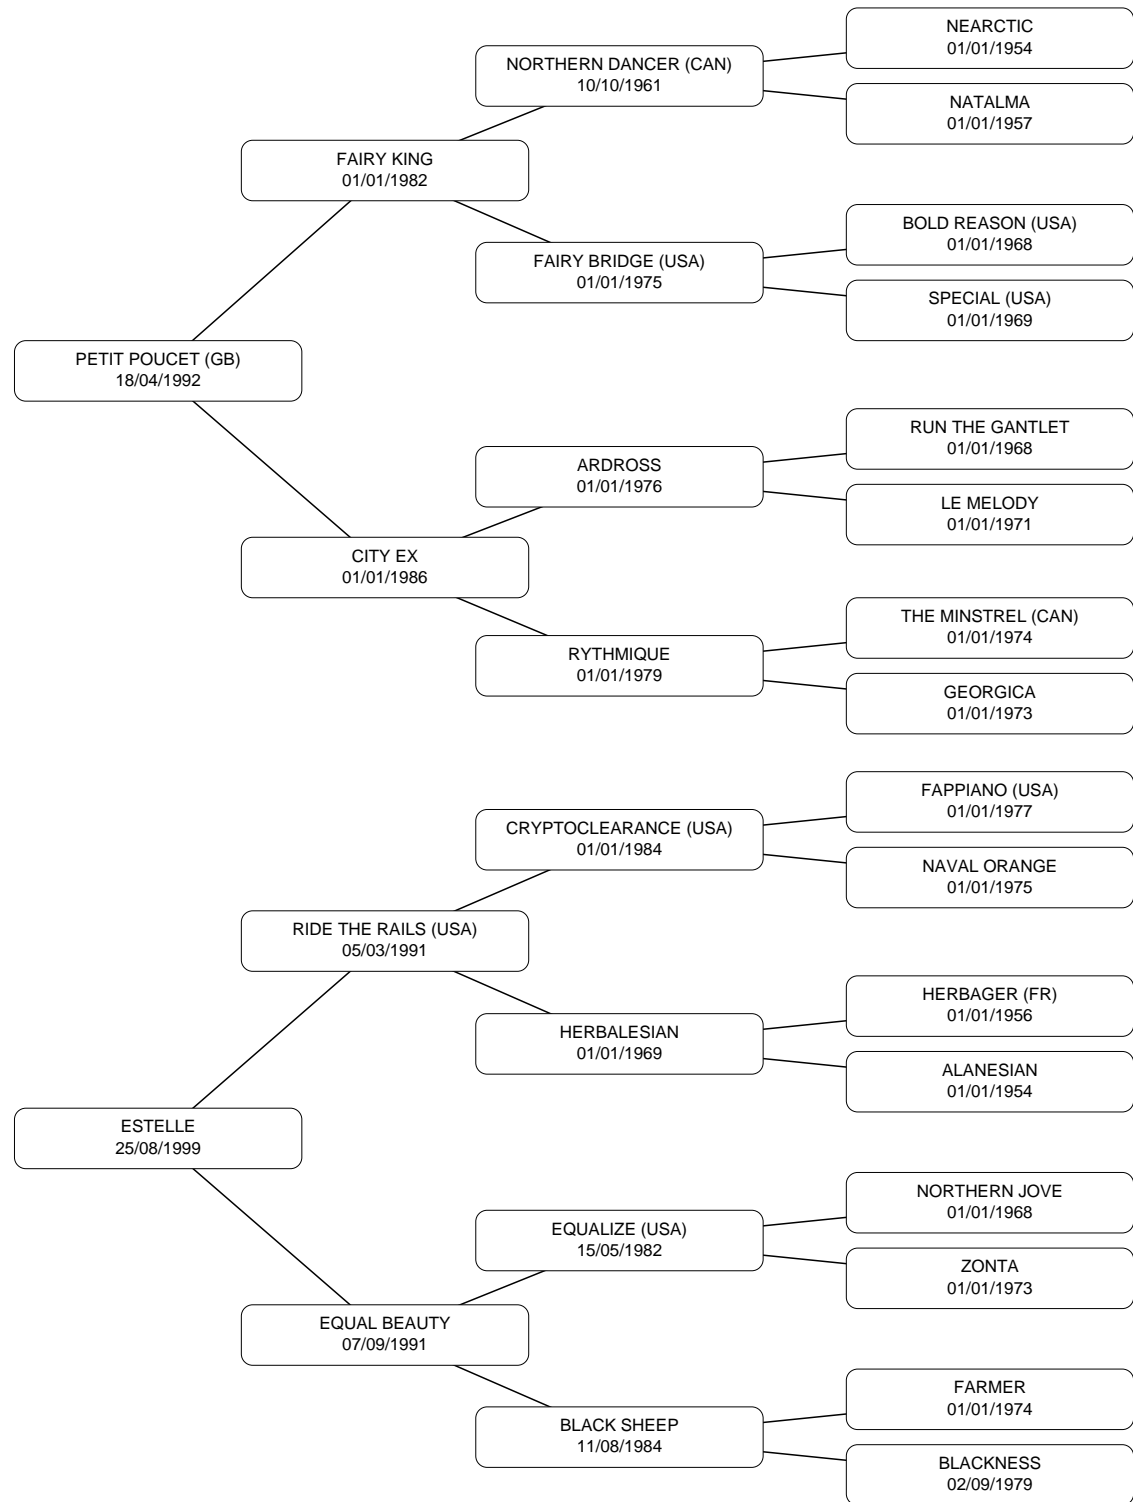 NEARCTIC
01/01/1954
NORTHERN DANCER (CAN)
10/10/1961
NATALMA
01/01/1957
FAIRY KING
01/01/1982
BOLD REASON (USA)
01/01/1968
FAIRY BRIDGE (USA)
01/01/1975
SPECIAL (USA)
01/01/1969
PETIT POUCET (GB)
18/04/1992
RUN THE GANTLET
01/01/1968
ARDROSS
01/01/1976
LE MELODY
01/01/1971
CITY EX
01/01/1986
THE MINSTREL (CAN)
01/01/1974
RYTHMIQUE
01/01/1979
GEORGICA
01/01/1973
FAPPIANO (USA)
01/01/1977
CRYPTOCLEARANCE (USA)
01/01/1984
NAVAL ORANGE
01/01/1975
RIDE THE RAILS (USA)
05/03/1991
HERBAGER (FR)
01/01/1956
HERBALESIAN
01/01/1969
ALANESIAN
01/01/1954
ESTELLE
25/08/1999
NORTHERN JOVE
01/01/1968
EQUALIZE (USA)
15/05/1982
ZONTA
01/01/1973
EQUAL BEAUTY
07/09/1991
FARMER
01/01/1974
BLACK SHEEP
11/08/1984
BLACKNESS
02/09/1979